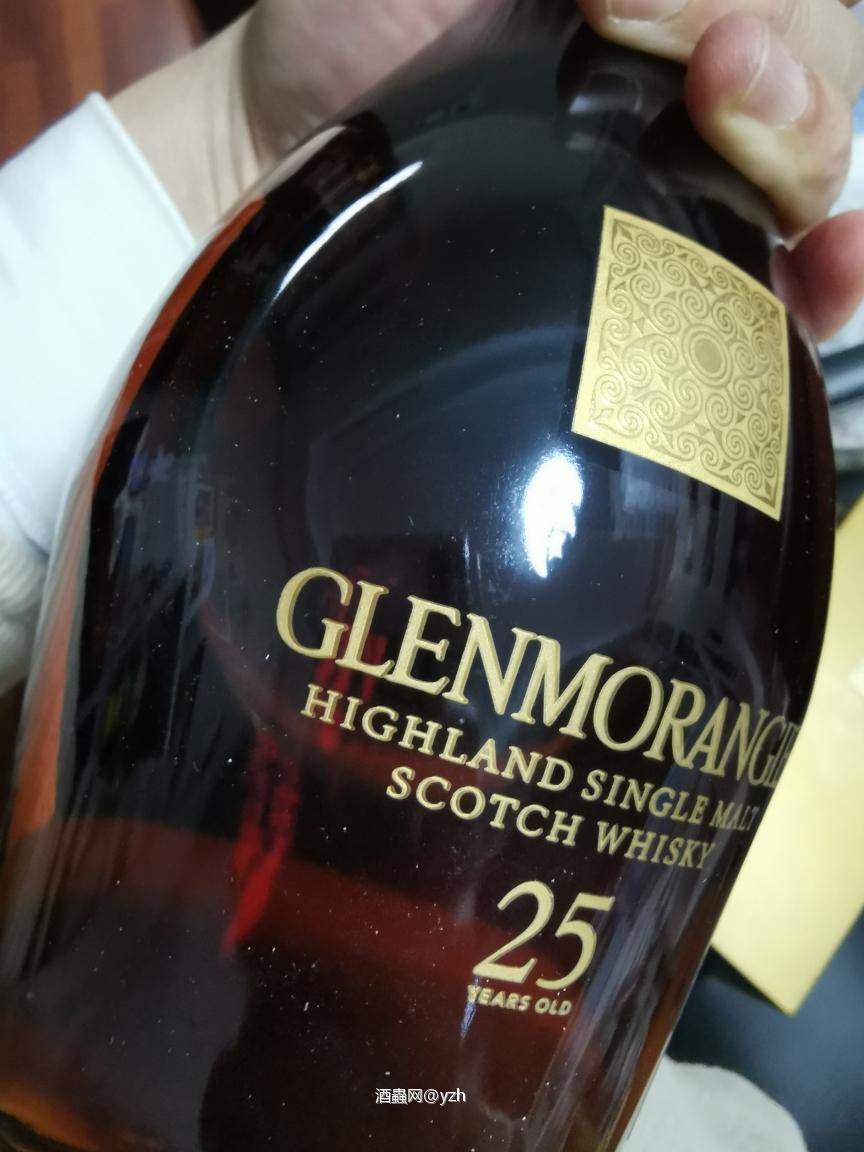 GLENMORANGIE
HIGHLAND SINGLE MALT
SCOTCH WHISKY
25
YEARS OLD
酒蟲网@yzh